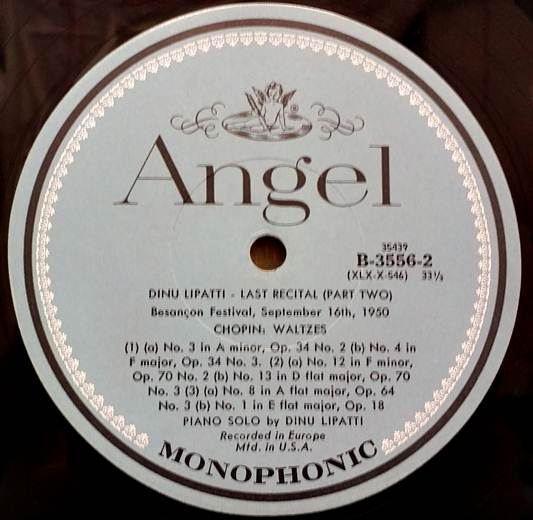 Angel
35439
B-3556-2
(XLX-X-546) 33⅓
DINU LIPATTI - LAST RECITAL (PART TWO)
Besançon Festival, September 16th, 1950
CHOPIN: WALTZES
(1) (a) No. 3 in A minor, Op. 34 No. 2 (b) No. 4 in
F major, Op. 34 No. 3. (2) (a) No. 12 in F minor,
Op. 70 No. 2 (b) No. 13 in D flat major, Op. 70
No. 3 (3) (a) No. 8 in A flat major, Op. 64
No. 3 (b) No. 1 in E flat major, Op. 18
PIANO SOLO by DINU LIPATTI
Recorded in Europe
Mfd. in U.S.A.
MONOPHONIC